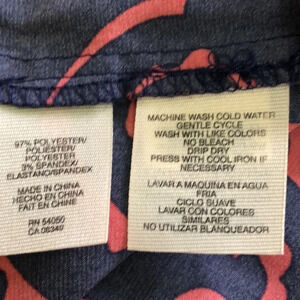 97% POLYESTER/
POLIÉSTER/
POLYESTER
3% SPANDEX/
ELASTANO/SPANDEX
MADE IN CHINA
HECHO EN CHINA
FAIT EN CHINE
RN 54050
CA 06349
MACHINE WASH COLD WATER
GENTLE CYCLE
WASH WITH LIKE COLORS
NO BLEACH
DRIP DRY
PRESS WITH COOL IRON IF
NECESSARY
LAVAR A MAQUINA EN AGUA
FRIA
CICLO SUAVE
LAVAR CON COLORES
SIMILARES
NO UTILIZAR BLANQUEADOR